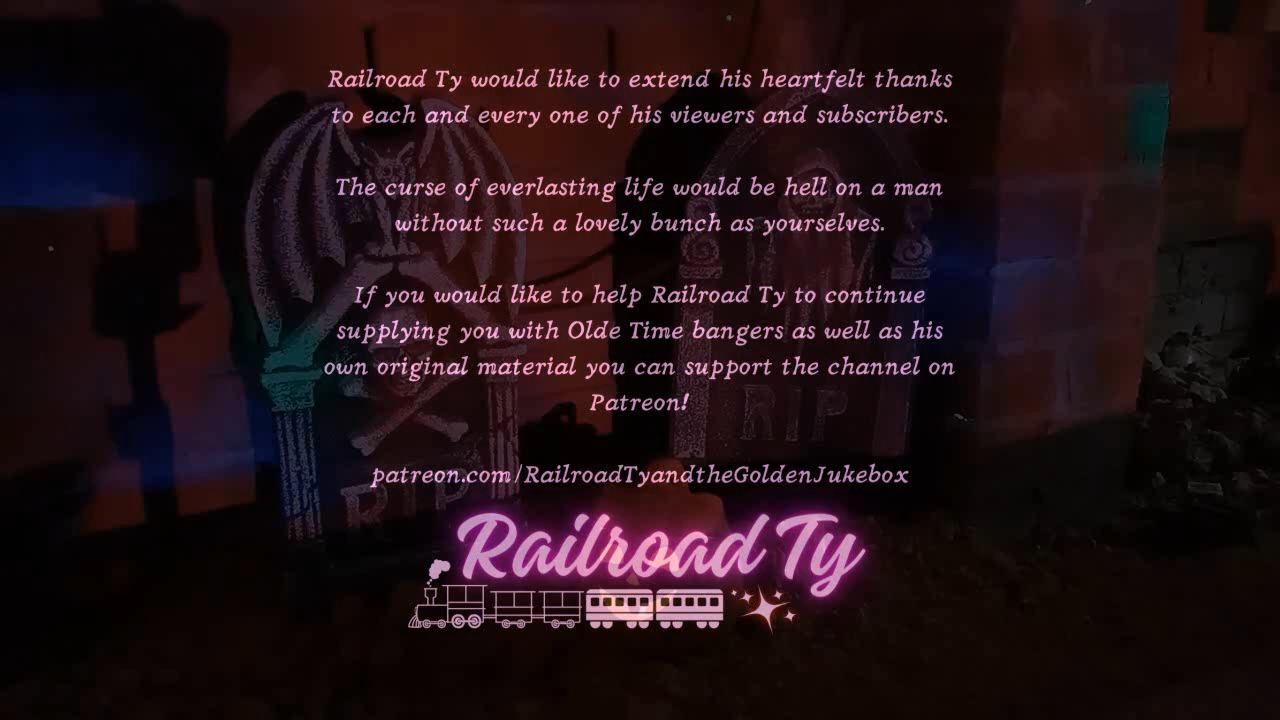 Railroad Ty would like to extend his heartfelt thanks
to each and every one of his viewers and subscribers.
The curse of everlasting life would be hell on a man
without such a lovely bunch as yourselves.
If you would like to help Railroad Ty to continue
supplying you with Olde Time bangers as well as his
own original material you can support the channel on
Patreon!
patreon.com/RailroadTyandtheGoldenJukebox
RIP
RIP
Railroad Ty